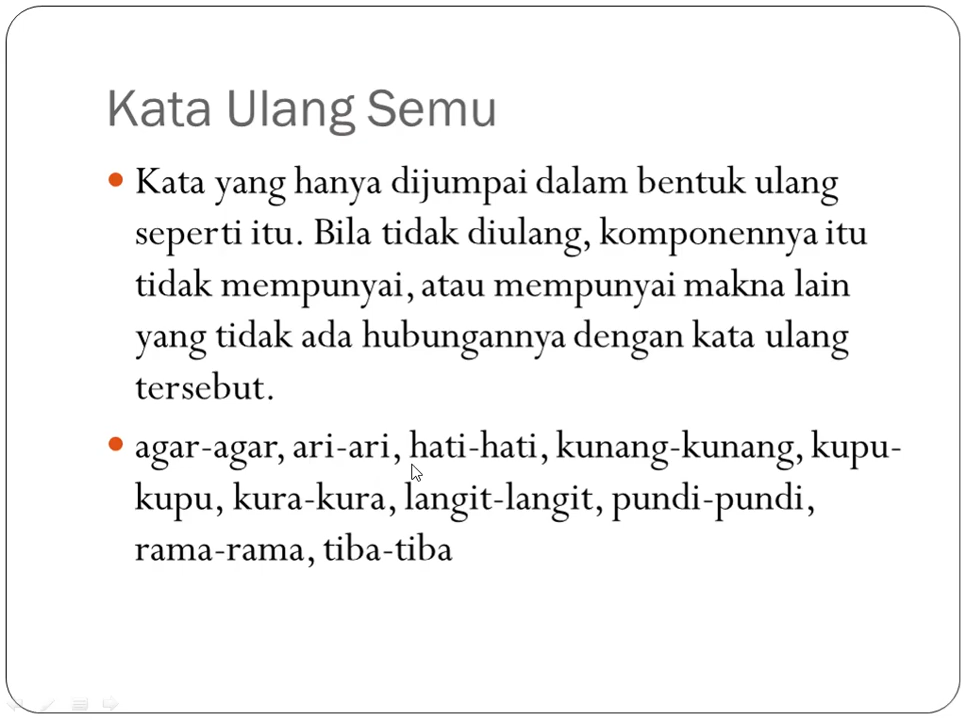 Kata Ulang Semu
Kata yang hanya dijumpai dalam bentuk ulang
seperti itu. Bila tidak diulang, komponennya itu
tidak mempunyai, atau mempunyai makna lain
yang tidak ada hubungannya dengan kata ulang
tersebut.
agar-agar, ari-ari, hati-hati, kunang-kunang, kupu-
kupu, kura-kura, langit-langit, pundi-pundi,
rama-rama, tiba-tiba